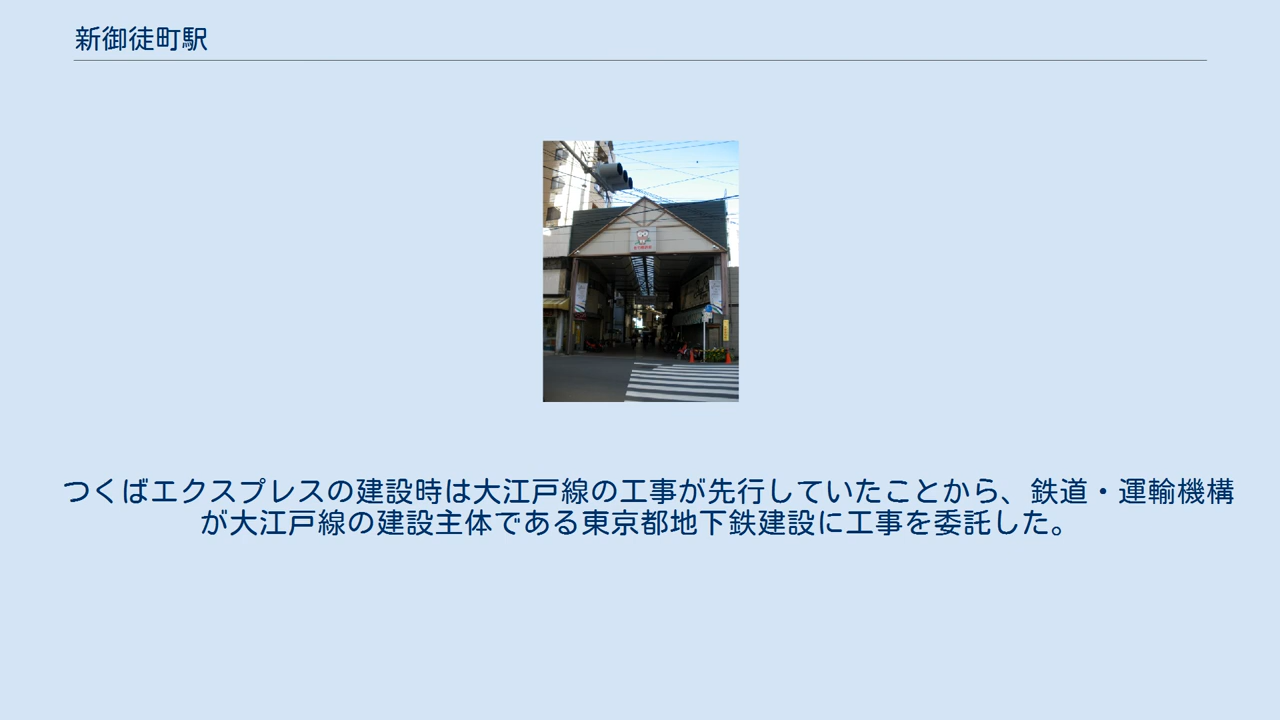 新御徒町駅
つくばエクスプレスの建設時は大江戸線の工事が先行していたことから、鉄道・運輸機構
が大江戸線の建設主体である東京都地下鉄建設に工事を委託した。